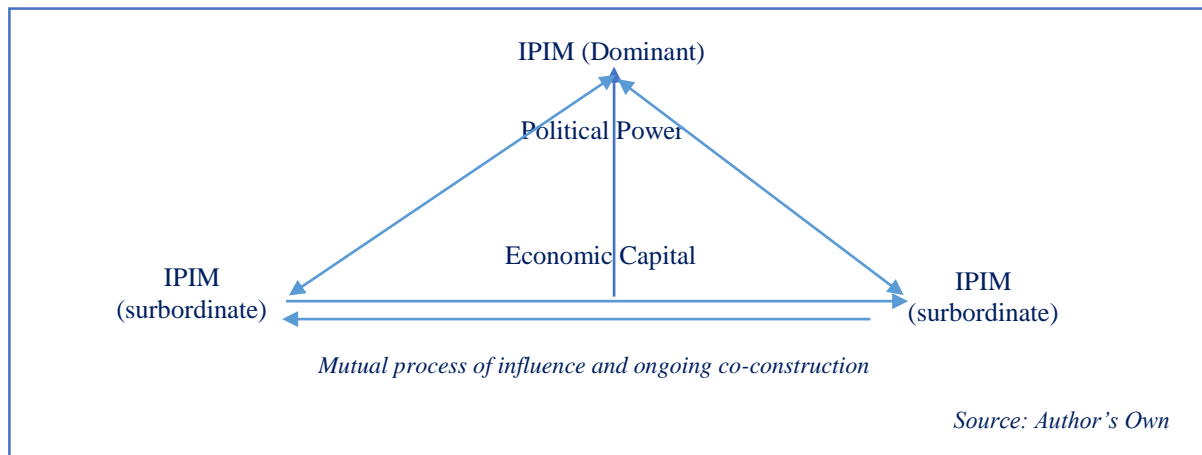 IPIM (Dominant)
Political Power
Economic Capital
IPIM
(surbordinate)
IPIM
(surbordinate)
Mutual process of influence and ongoing co-construction
Source: Author’s Own